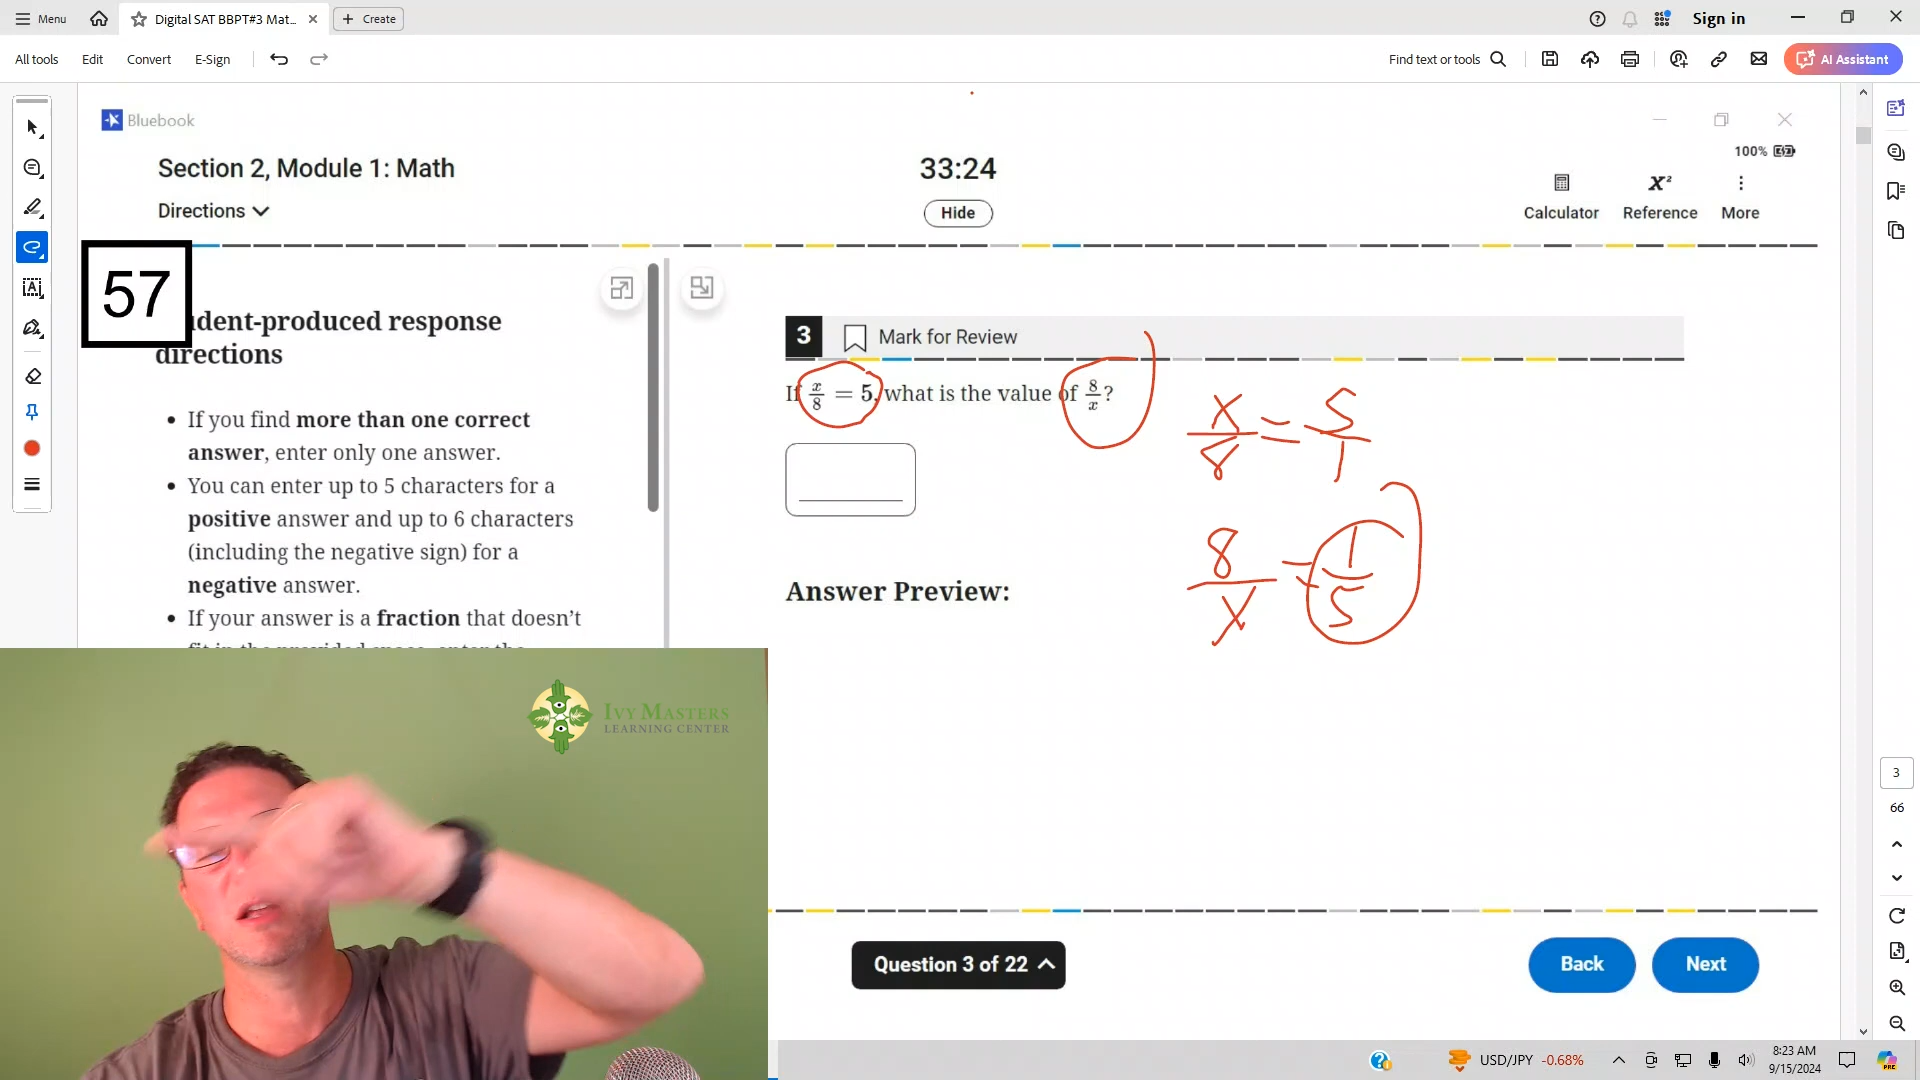 Menu
Digital SAT BBPT#3 Mat...
Create
Sign in
All tools
Edit
Convert
E-Sign
Find text or tools
AI Assistant
Bluebook
Section 2, Module 1: Math
33:24
100%
Directions
Hide
Calculator
X² Reference
More
57
udent-produced response
directions
• If you find more than one correct
answer, enter only one answer.
• You can enter up to 5 characters for a
positive answer and up to 6 characters
(including the negative sign) for a
negative answer.
• If your answer is a fraction that doesn’t
3
Mark for Review
If x/8 = 5, what is the value of 8/x?
Answer Preview:
x/8 = 5/1
8/x = 1/5
IVY MASTERS
LEARNING CENTER
Question 3 of 22
Back
Next
3
66
USD/JPY -0.68%
8:23 AM
9/15/2024
PRE